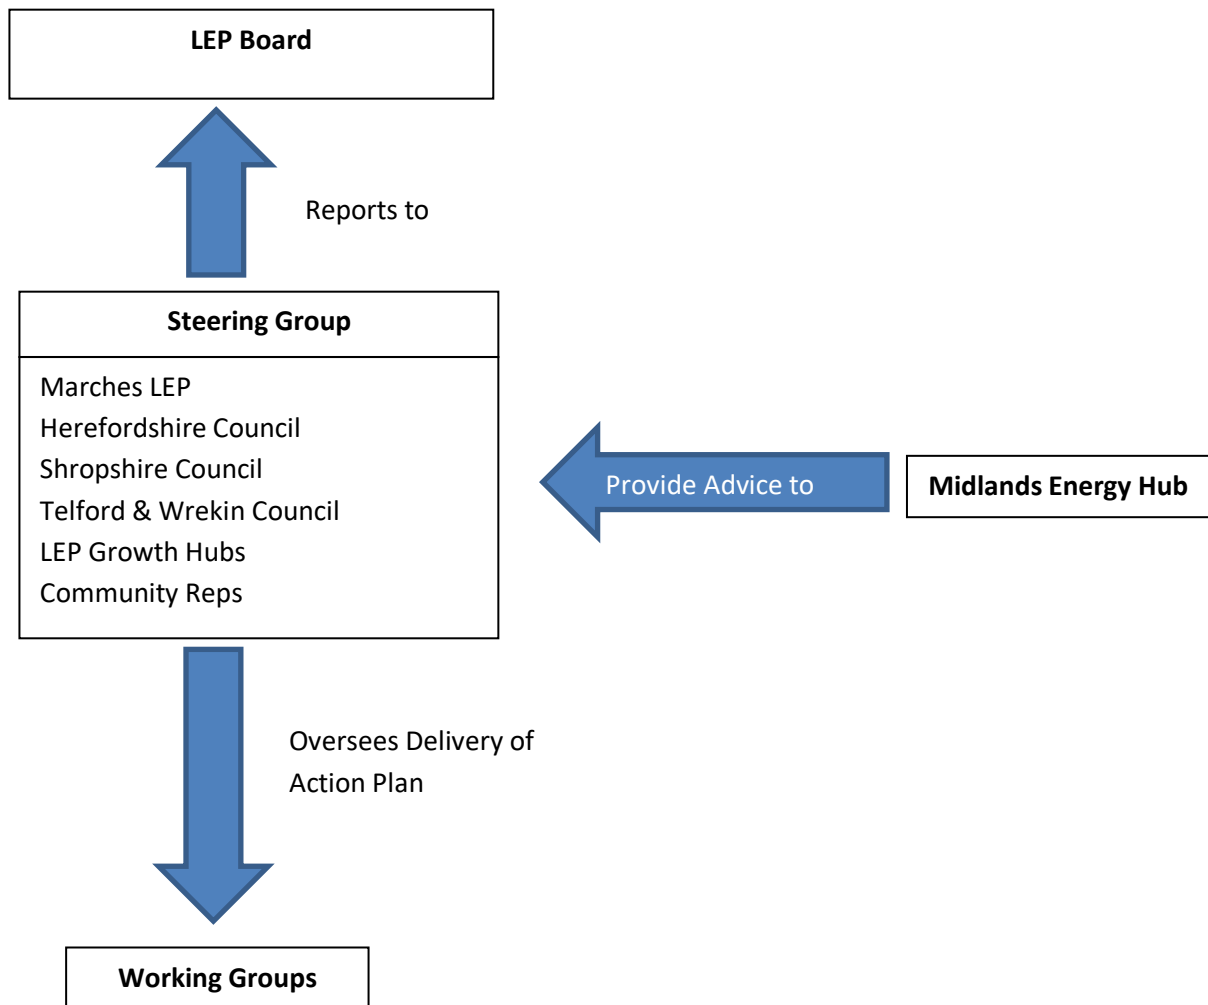 LEP Board
Reports to
Steering Group
Marches LEP
Herefordshire Council
Shropshire Council
Telford & Wrekin Council
LEP Growth Hubs
Community Reps
Provide Advice to
Midlands Energy Hub
Oversees Delivery of
Action Plan
Working Groups